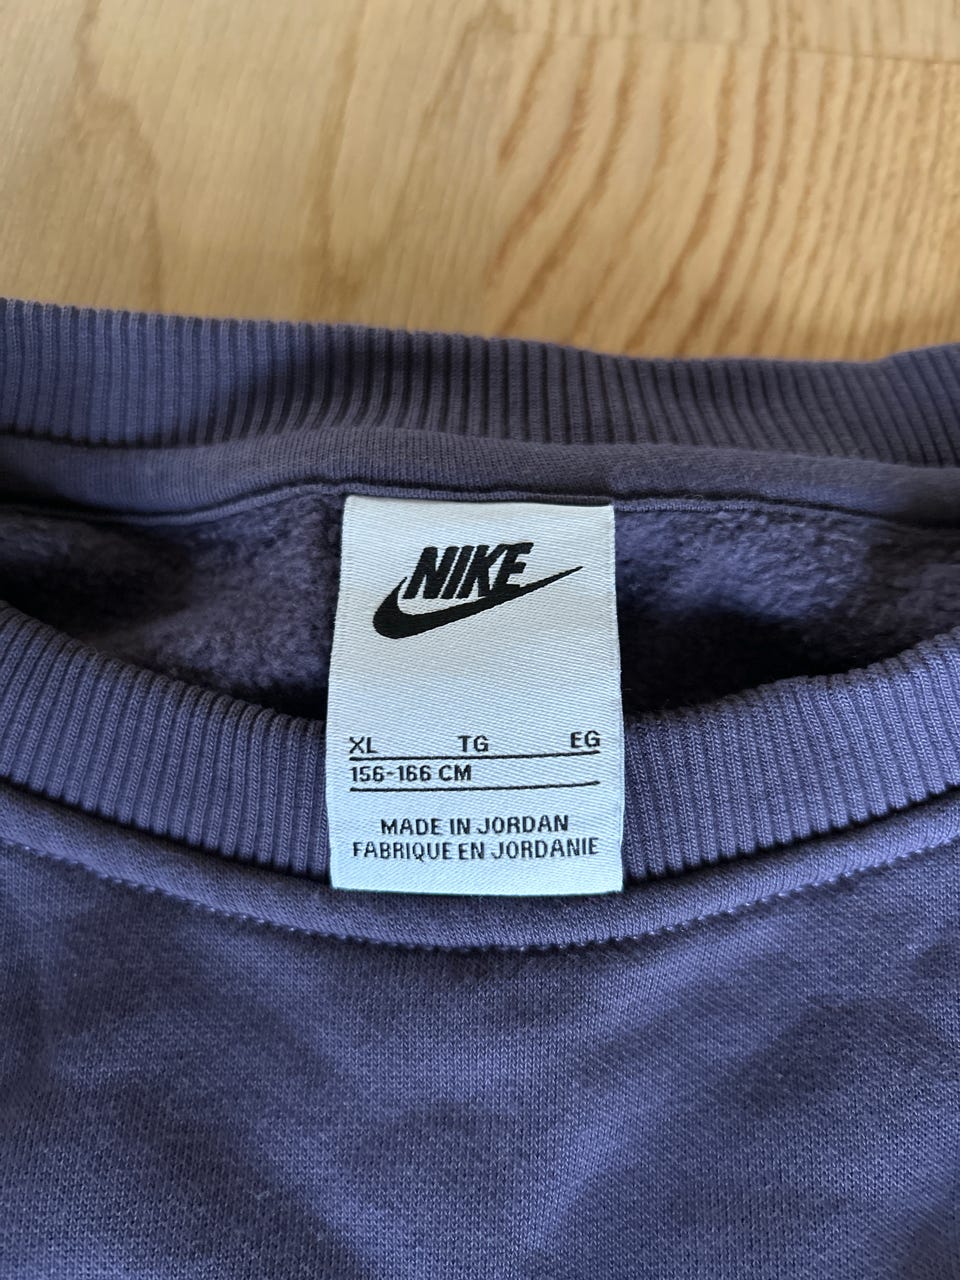 NIKE
XL TG EG
156-166 CM
MADE IN JORDAN
FABRIQUE EN JORDANIE